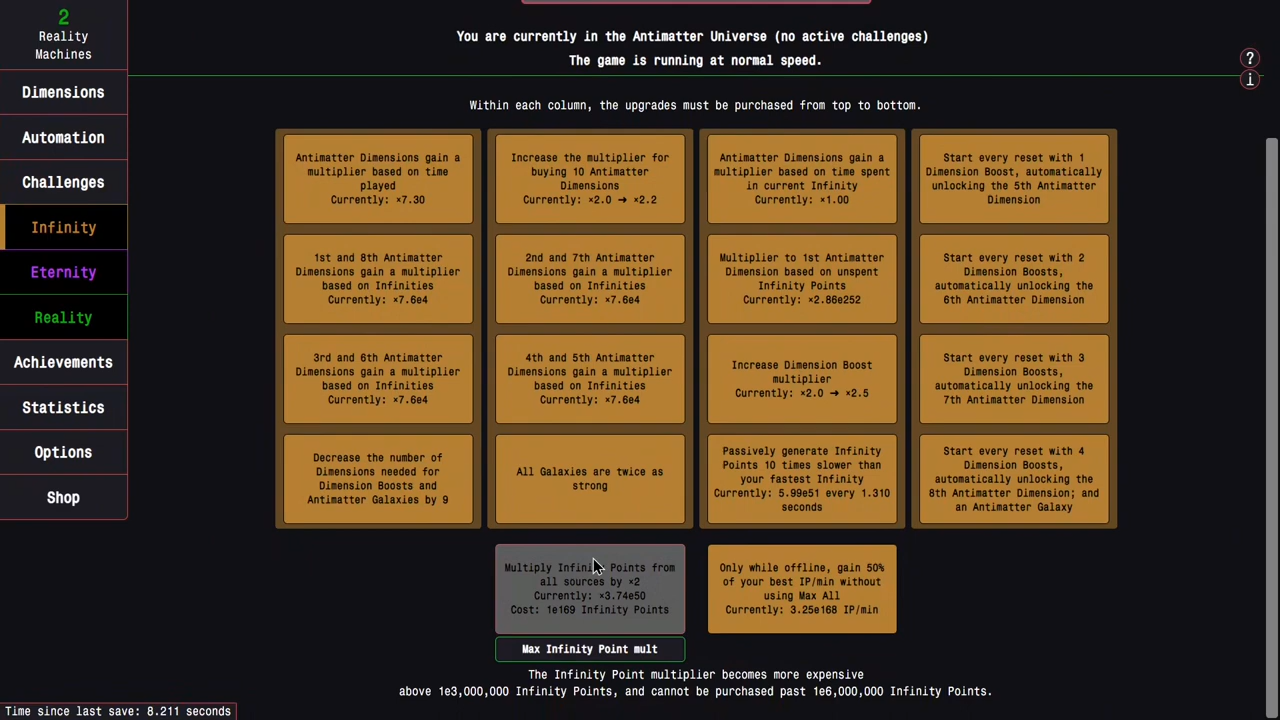 2
Reality
Machines
Dimensions
Automation
Challenges
Infinity
Eternity
Reality
Achievements
Statistics
Options
Shop
You are currently in the Antimatter Universe (no active challenges)
The game is running at normal speed.
?
i
Within each column, the upgrades must be purchased from top to bottom.
Antimatter Dimensions gain a
multiplier based on time
played
Currently: ×7.30
Increase the multiplier for
buying 10 Antimatter
Dimensions
Currently: ×2.0 ➜ ×2.2
Antimatter Dimensions gain a
multiplier based on time spent
in current Infinity
Currently: ×1.00
Start every reset with 1
Dimension Boost, automatically
unlocking the 5th Antimatter
Dimension
1st and 8th Antimatter
Dimensions gain a multiplier
based on Infinities
Currently: ×7.6e4
2nd and 7th Antimatter
Dimensions gain a multiplier
based on Infinities
Currently: ×7.6e4
Multiplier to 1st Antimatter
Dimension based on unspent
Infinity Points
Currently: ×2.86e252
Start every reset with 2
Dimension Boosts,
automatically unlocking the
6th Antimatter Dimension
3rd and 6th Antimatter
Dimensions gain a multiplier
based on Infinities
Currently: ×7.6e4
4th and 5th Antimatter
Dimensions gain a multiplier
based on Infinities
Currently: ×7.6e4
Increase Dimension Boost
multiplier
Currently: ×2.0 ➜ ×2.5
Start every reset with 3
Dimension Boosts,
automatically unlocking the
7th Antimatter Dimension
Decrease the number of
Dimensions needed for
Dimension Boosts and
Antimatter Galaxies by 9
All Galaxies are twice as
strong
Passively generate Infinity
Points 10 times slower than
your fastest Infinity
Currently: 5.99e51 every 1.310
seconds
Start every reset with 4
Dimension Boosts,
automatically unlocking the
8th Antimatter Dimension; and
an Antimatter Galaxy
Multiply Infinity Points from
all sources by ×2
Currently: ×3.74e50
Cost: 1e169 Infinity Points
Only while offline, gain 50%
of your best IP/min without
using Max All
Currently: 3.25e168 IP/min
Max Infinity Point mult
The Infinity Point multiplier becomes more expensive
above 1e3,000,000 Infinity Points, and cannot be purchased past 1e6,000,000 Infinity Points.
Time since last save: 8.211 seconds